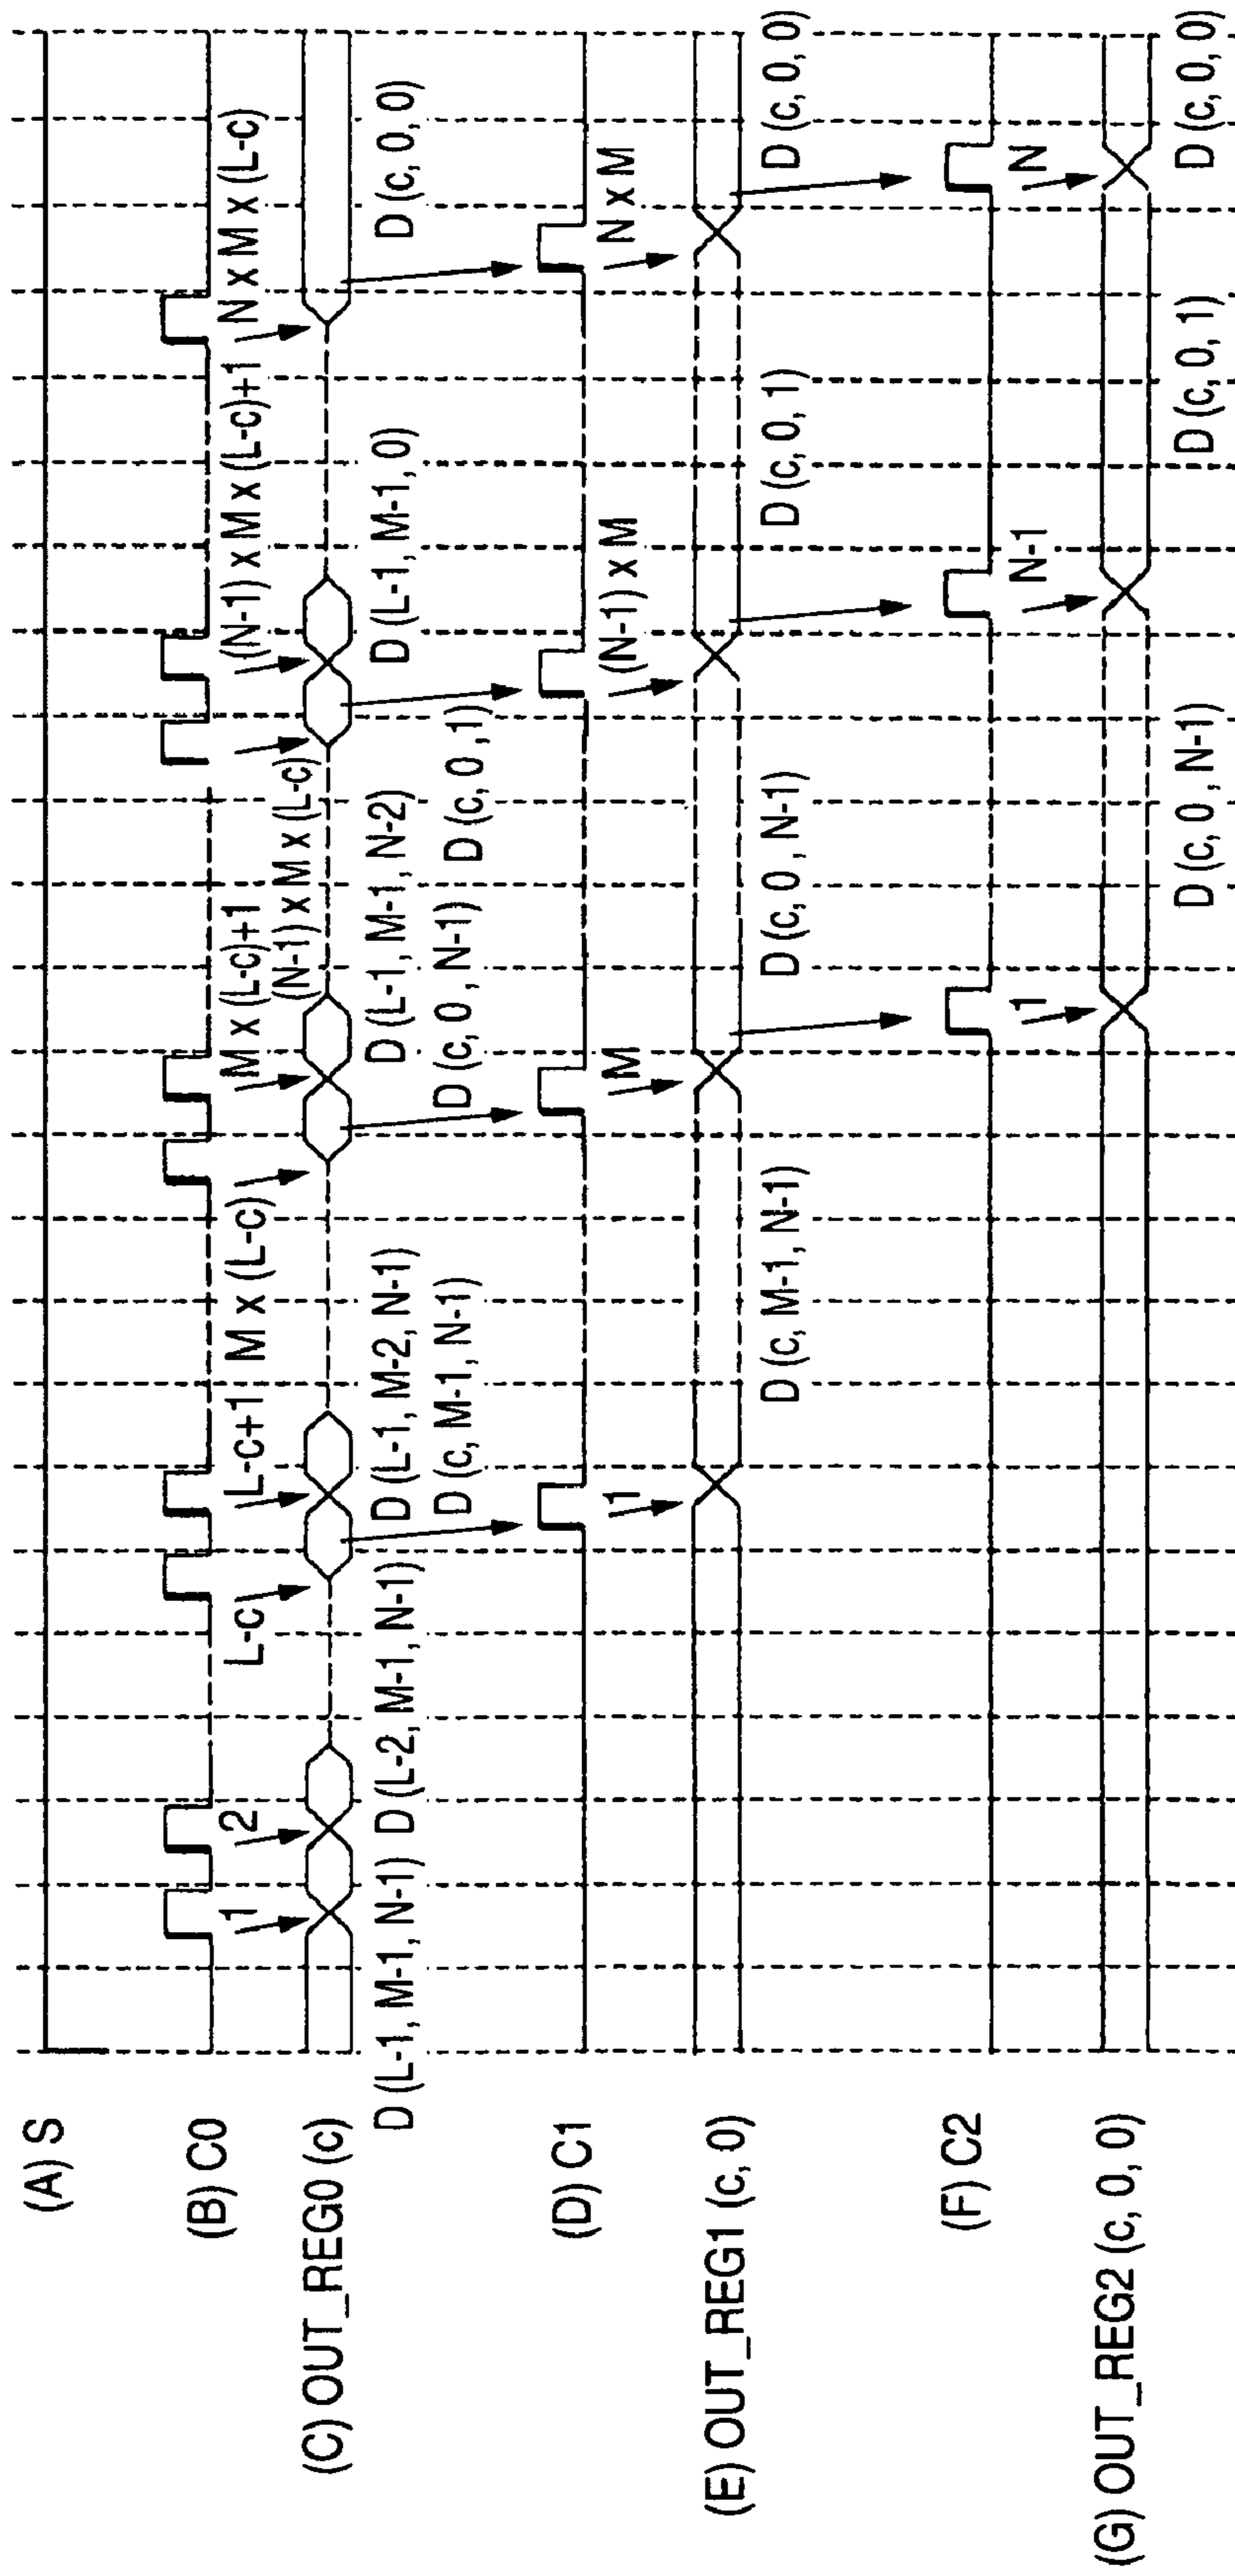 (A) S
(B) C0
1
2
L-c
L-c+1
M x (L-c)
M x (L-c)+1
(N-1) x M x (L-c)
(N-1) x M x (L-c)+1
N x M x (L-c)
(C) OUT_REG0 (c)
D (L-1, M-1, N-1)
D (L-2, M-1, N-1)
D (L-1, M-2, N-1)
D (c, M-1, N-1)
D (L-1, M-1, N-2)
D (c, 0, N-1)
D (c, 0, 1)
D (L-1, M-1, 0)
D (c, 0, 0)
(D) C1
1
M
(N-1) x M
N x M
(E) OUT_REG1 (c, 0)
D (c, M-1, N-1)
D (c, 0, N-1)
D (c, 0, 1)
D (c, 0, 0)
(F) C2
1
N-1
N
(G) OUT_REG2 (c, 0, 0)
D (c, 0, N-1)
D (c, 0, 1)
D (c, 0, 0)